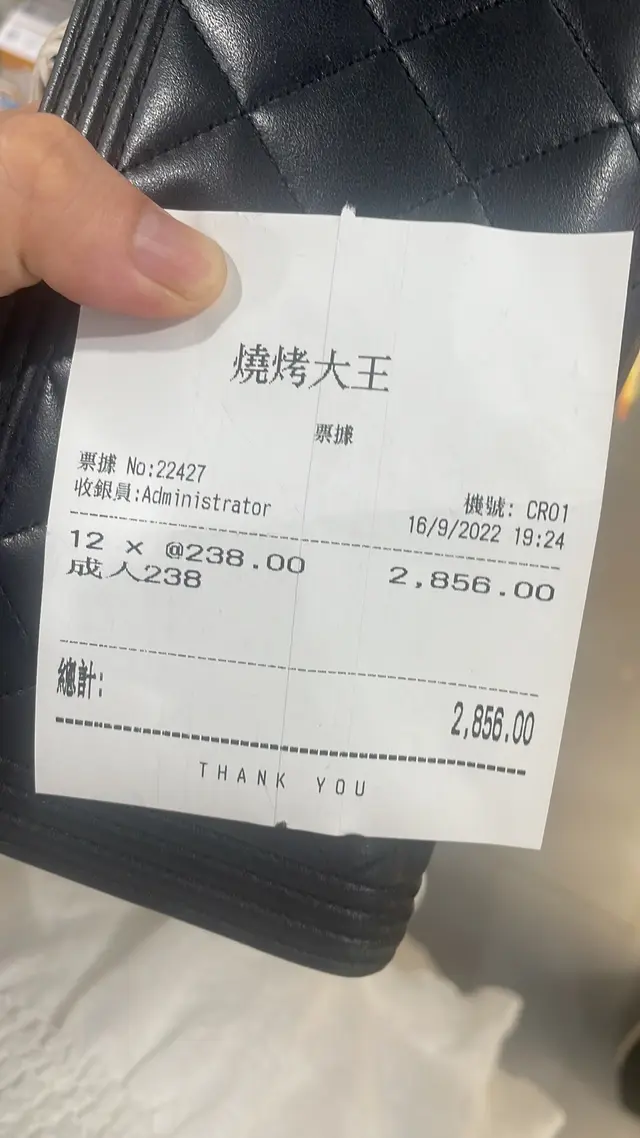 燒烤大王
票據
票據 No:22427
機號: CR01
收銀員:Administrator
16/9/2022 19:24
12 × @238.00
2,856.00
成人238
總計:
2,856.00
THANK YOU